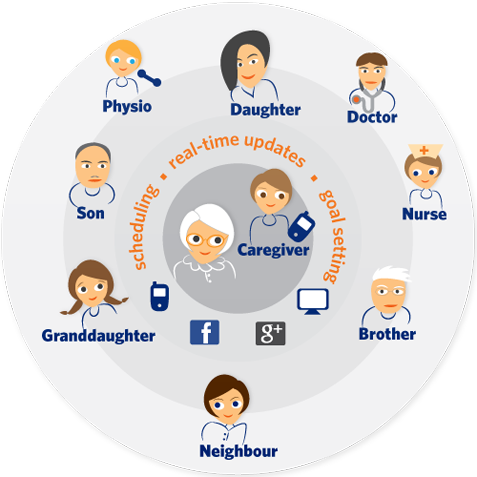 Physio
Daughter
Doctor
Son
scheduling ▪ real-time updates ▪ goal setting
Nurse
Caregiver
Granddaughter
f
g+
Brother
Neighbour